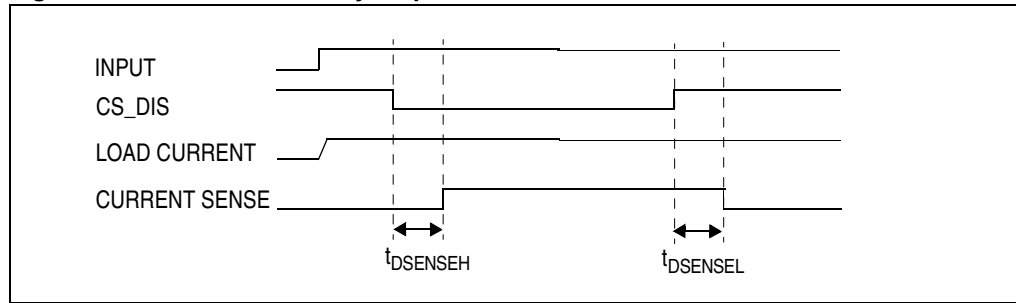 INPUT
CS_DIS
LOAD CURRENT
CURRENT SENSE
tDSENSEH
tDSENSEL